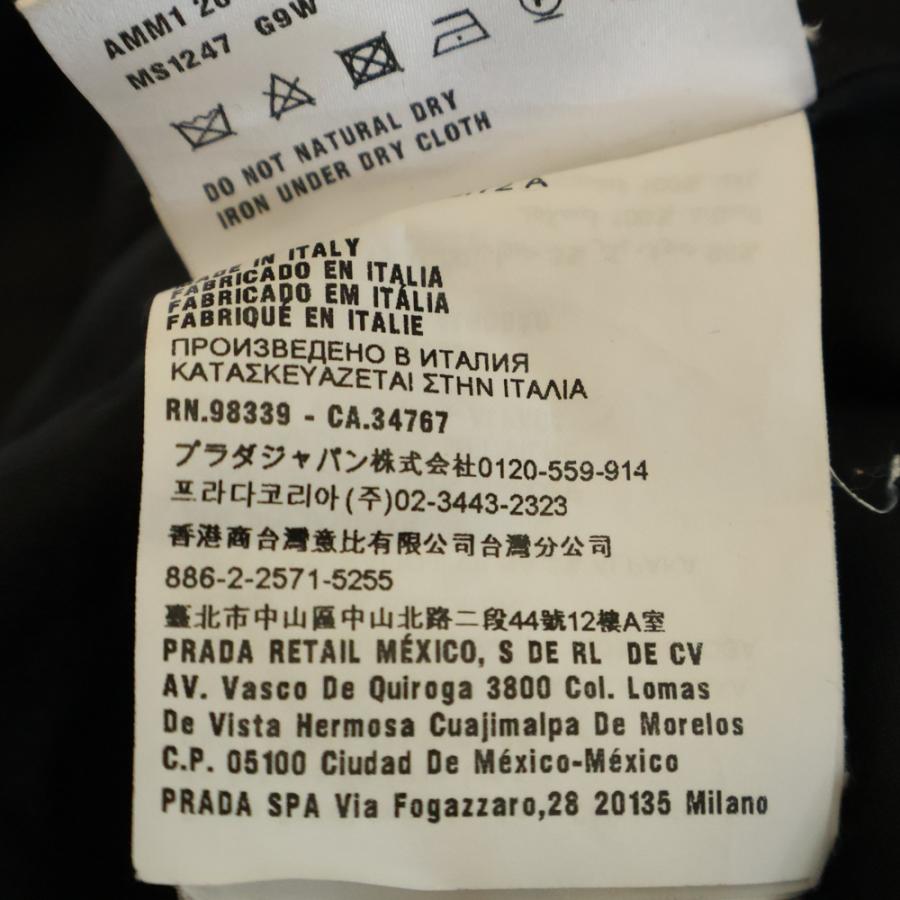 AMM1
MS1247 G9W
DO NOT NATURAL DRY
IRON UNDER DRY CLOTH
MADE IN ITALY
FABRICADO EN ITALIA
FABRICADO EM ITÁLIA
FABRIQUÉ EN ITALIE
ПРОИЗВЕДЕНО В ИТАЛИЯ
ΚΑΤΑΣΚΕΥΑΖΕΤΑΙ ΣΤΗΝ ΙΤΑΛΙΑ
RN.98339 - CA.34767
プラダジャパン株式会社0120-559-914
프라다코리아(주)02-3443-2323
香港商台灣意比有限公司台灣分公司
886-2-2571-5255
臺北市中山區中山北路二段44號12樓A室
PRADA RETAIL MÉXICO, S DE RL DE CV
AV. Vasco De Quiroga 3800 Col. Lomas
De Vista Hermosa Cuajimalpa De Morelos
C.P. 05100 Ciudad De México-México
PRADA SPA Via Fogazzaro,28 20135 Milano